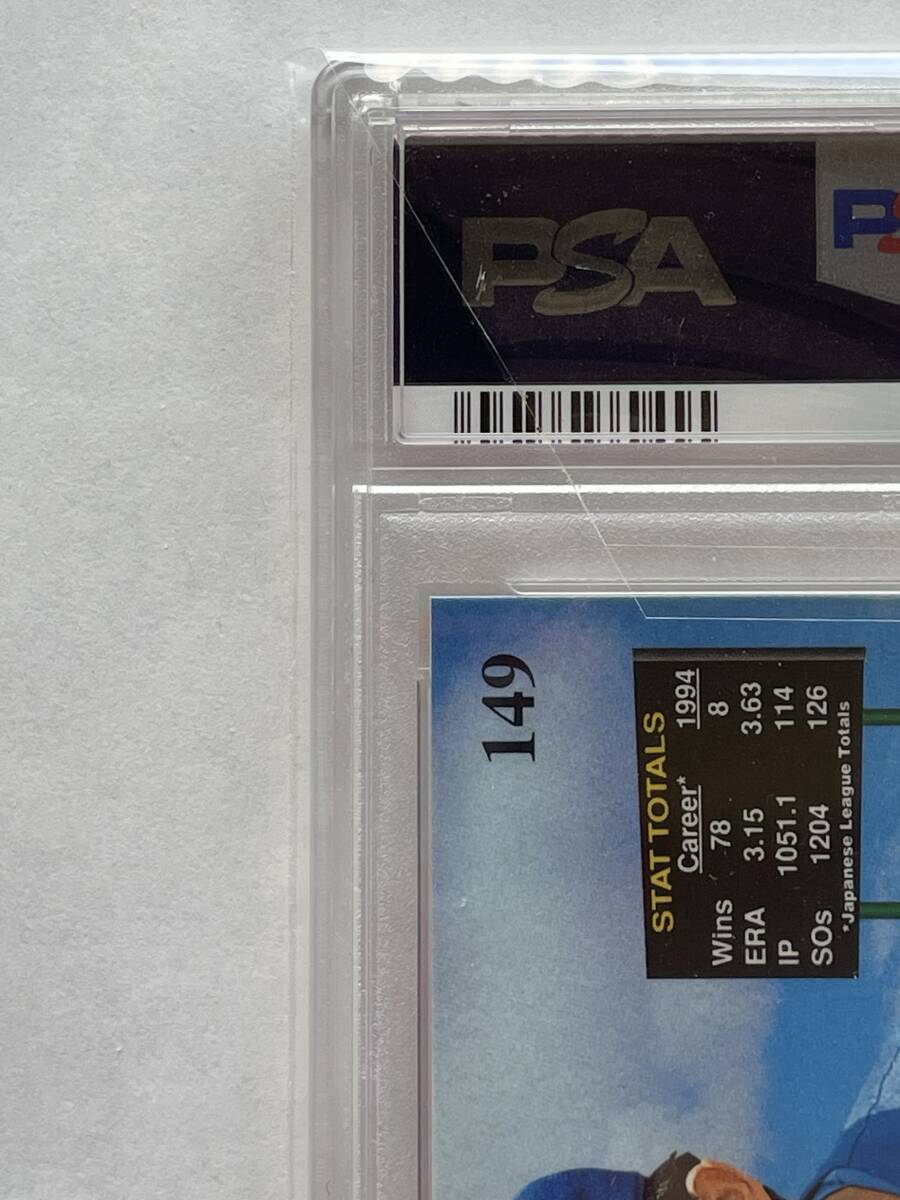 PSA
149
STAT TOTALS
Career* 1994
Wins 78 8
ERA 3.15 3.63
IP 1051.1 114
SOs 1204 126
*Japanese League Totals